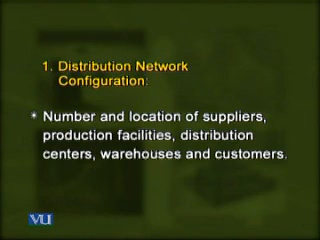 1. Distribution Network
Configuration:
* Number and location of suppliers,
production facilities, distribution
centers, warehouses and customers.
VU